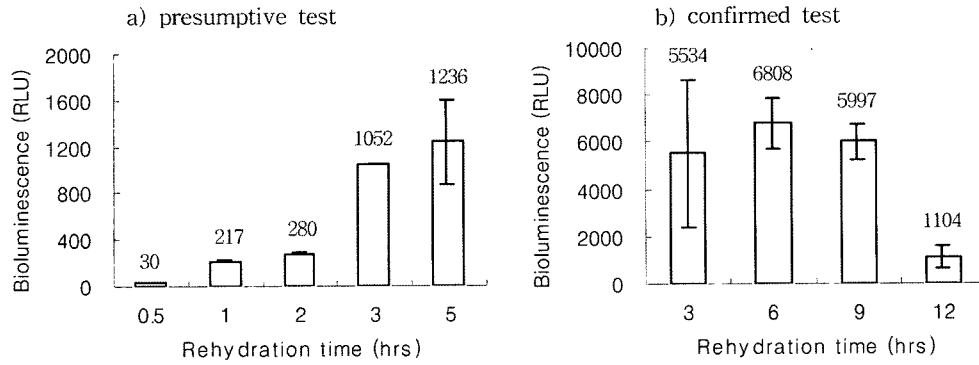 a) presumptive test
2000
1600
1200
800
400
0
Bioluminescence (RLU)
30
217
280
1052
1236
0.5 1 2 3 5
Rehydration time (hrs)
b) confirmed test
10000
8000
6000
4000
2000
0
Bioluminescence (RLU)
5534
6808
5997
1104
3 6 9 12
Rehydration time (hrs)